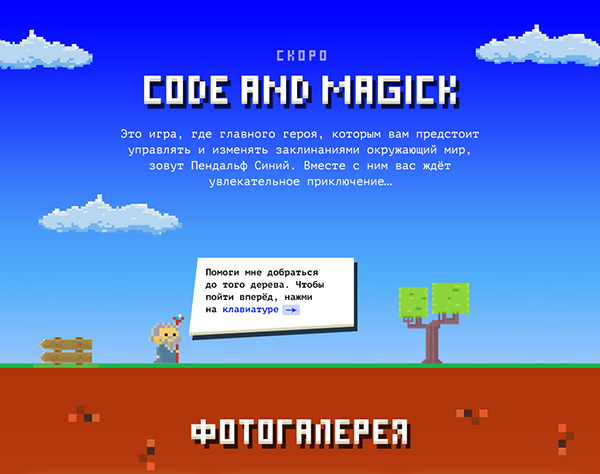 СКОРО
CODE AND MAGICK
Это игра, где главного героя, которым вам предстоит
управлять и изменять заклинаниями окружающий мир,
зовут Пендальф Синий. Вместе с ним вас ждёт
увлекательное приключение…
Помоги мне добраться
до того дерева. Чтобы
пойти вперёд, нажми
на клавиатуре →
ФОТОГАЛЕРЕЯ